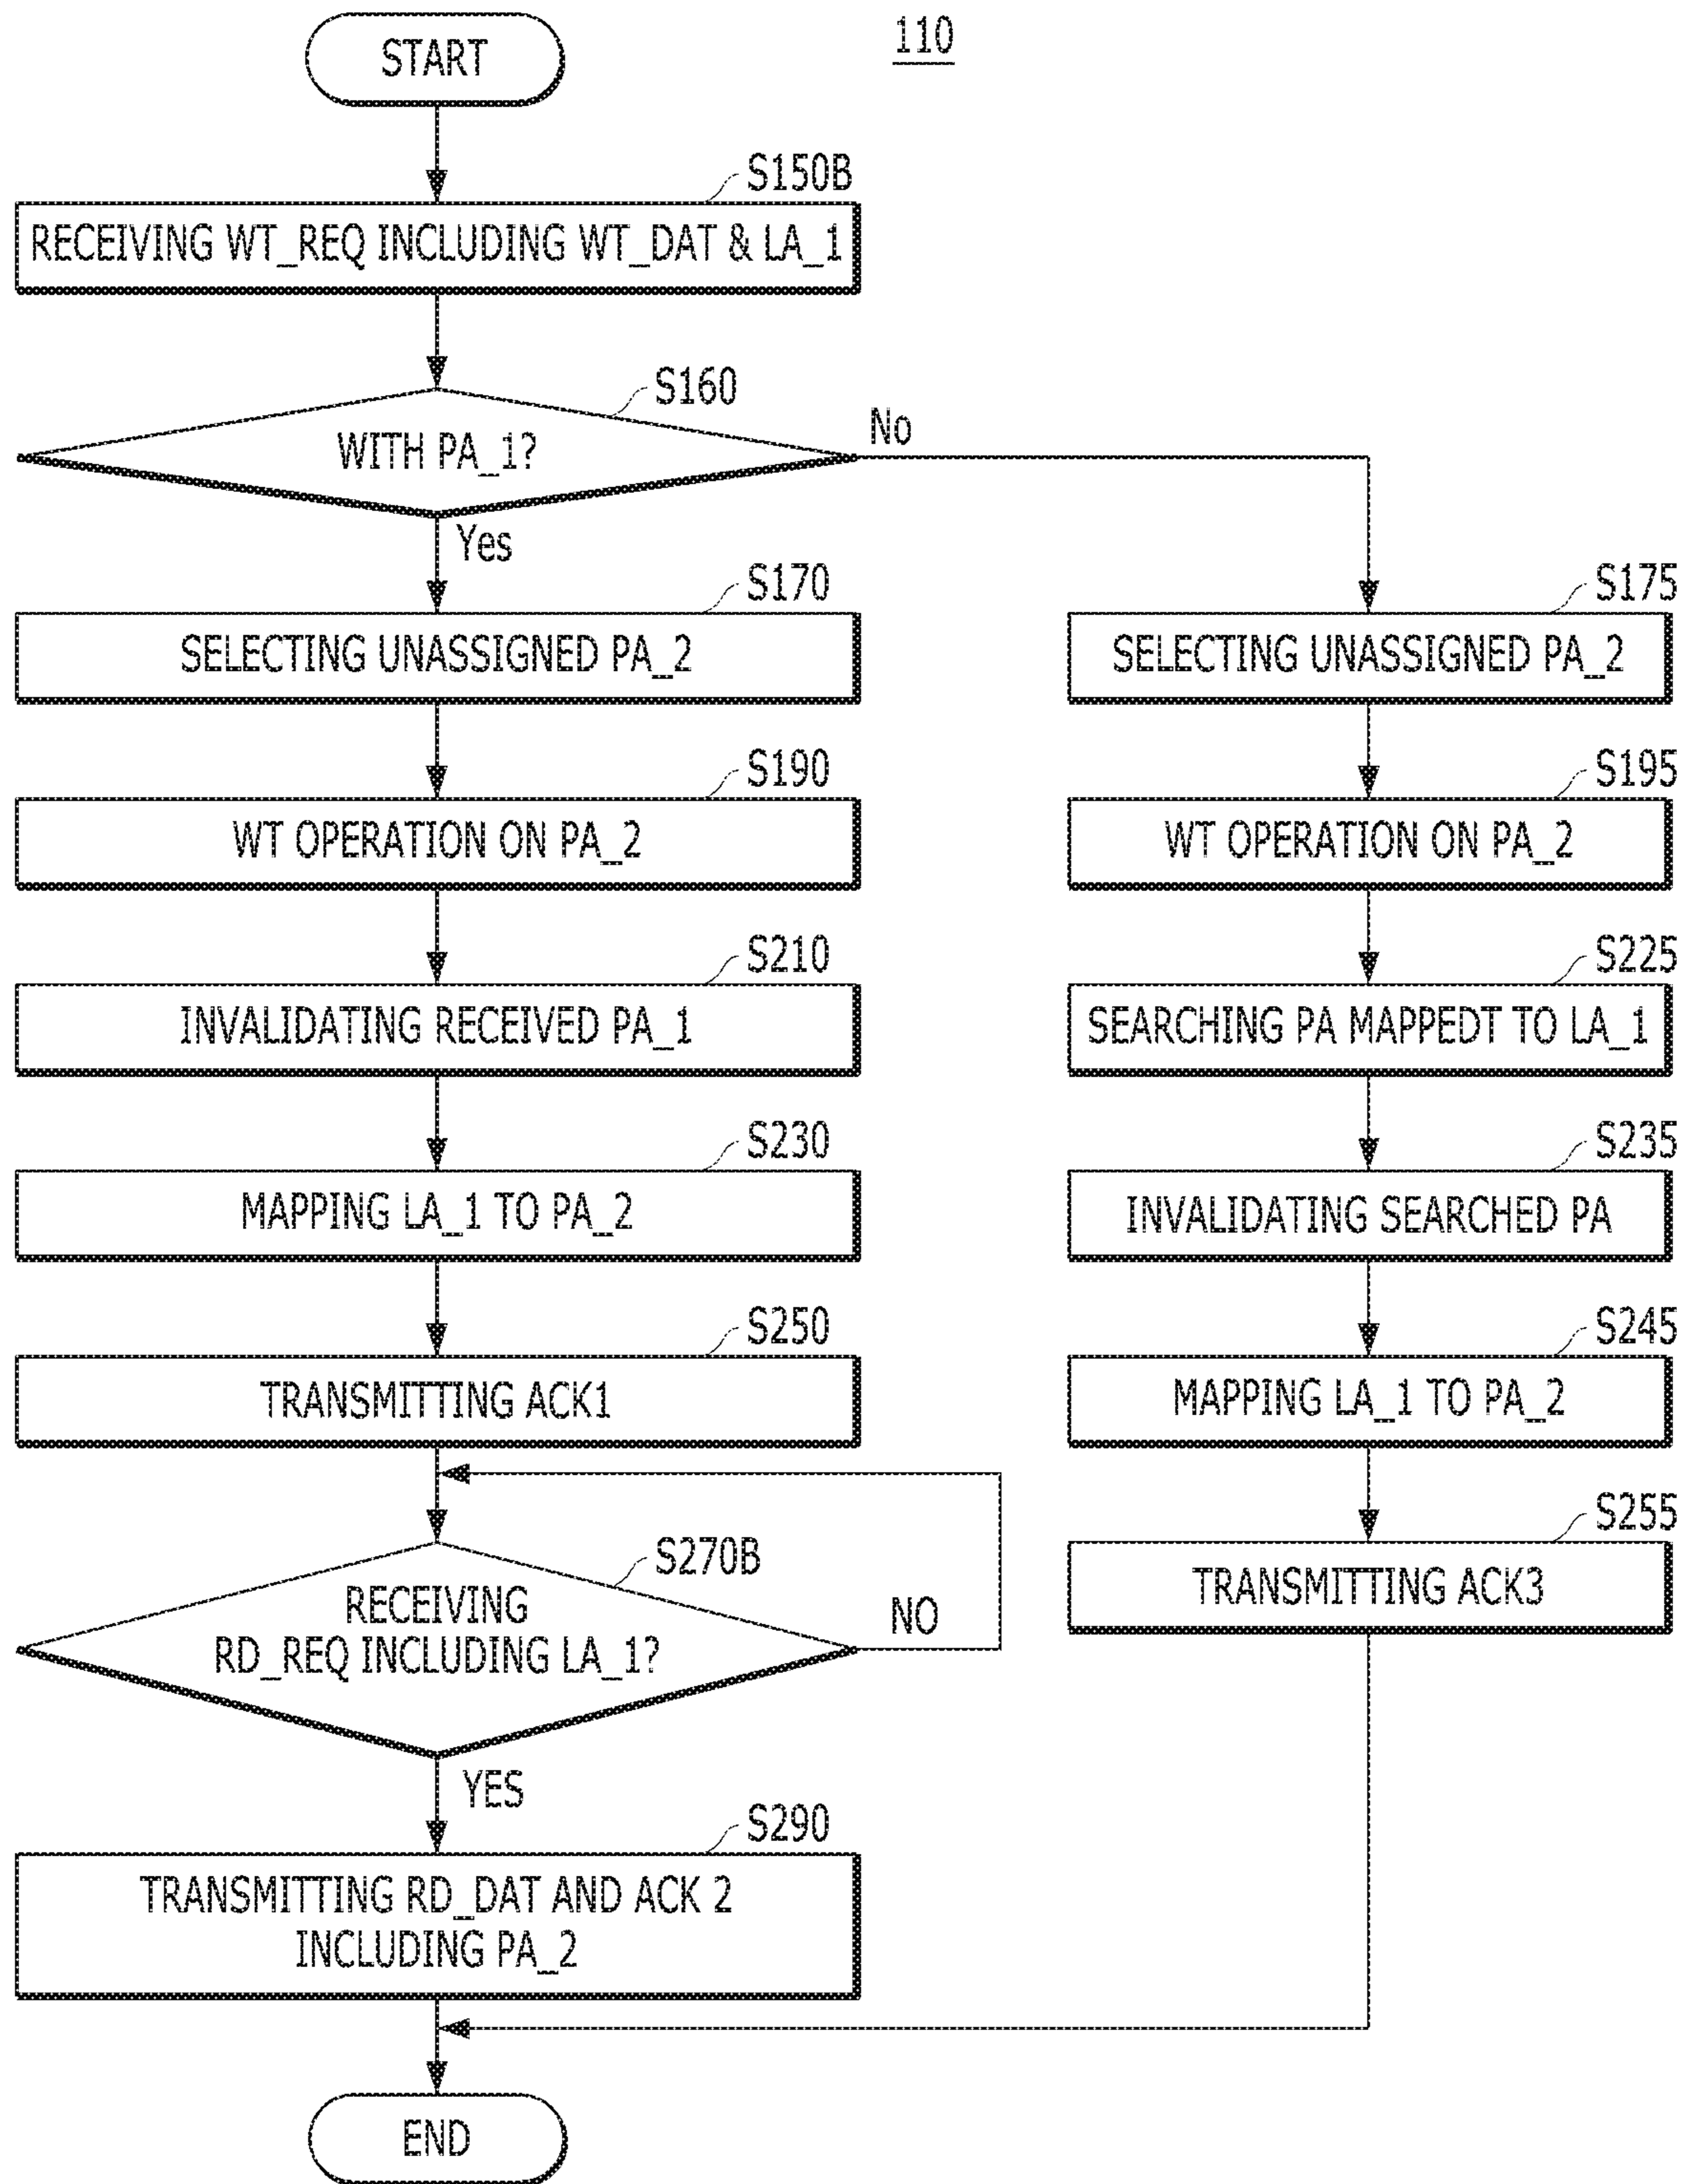 START
110
S150B
RECEIVING WT_REQ INCLUDING WT_DAT & LA_1
S160
WITH PA_1?
No
Yes
S170
SELECTING UNASSIGNED PA_2
S175
SELECTING UNASSIGNED PA_2
S190
WT OPERATION ON PA_2
S195
WT OPERATION ON PA_2
S210
INVALIDATING RECEIVED PA_1
S225
SEARCHING PA MAPPEDT TO LA_1
S230
MAPPING LA_1 TO PA_2
S235
INVALIDATING SEARCHED PA
S250
TRANSMITTING ACK1
S245
MAPPING LA_1 TO PA_2
S270B
RECEIVING
RD_REQ INCLUDING LA_1?
NO
YES
S255
TRANSMITTING ACK3
S290
TRANSMITTING RD_DAT AND ACK 2
INCLUDING PA_2
END